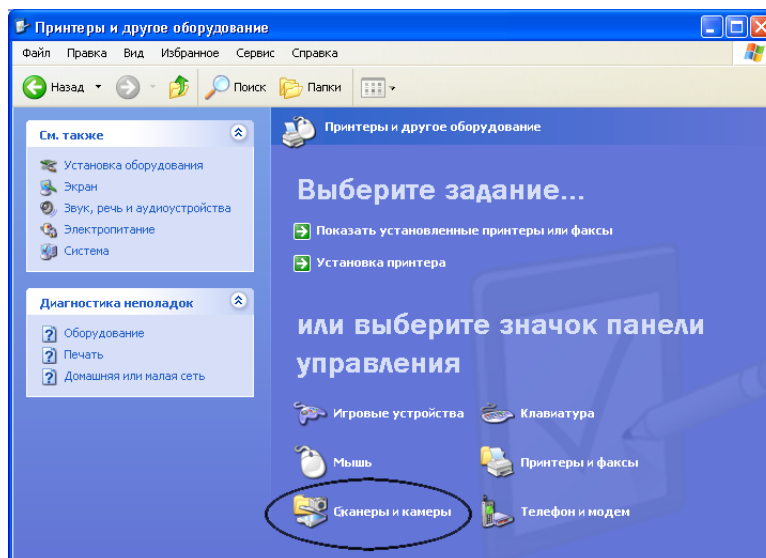 Принтеры и другое оборудование
Файл Правка Вид Избранное Сервис Справка
Назад Поиск Папки
См. также
Установка оборудования
Экран
Звук, речь и аудиоустройства
Электропитание
Система
Диагностика неполадок
Оборудование
Печать
Домашняя или малая сеть
Принтеры и другое оборудование
Выберите задание...
Показать установленные принтеры или факсы
Установка принтера
или выберите значок панели
управления
Игровые устройства Клавиатура
Мышь Принтеры и факсы
Сканеры и камеры Телефон и модем